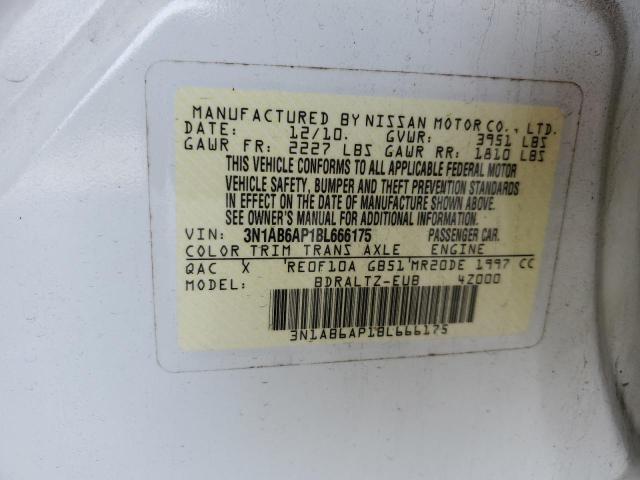 MANUFACTURED BY NISSAN MOTOR CO., LTD.
DATE: 12/10. GVWR: 3951 LBS
GAWR FR: 2227 LBS GAWR RR: 1810 LBS
THIS VEHICLE CONFORMS TO ALL APPLICABLE FEDERAL MOTOR
VEHICLE SAFETY, BUMPER AND THEFT PREVENTION STANDARDS
IN EFFECT ON THE DATE OF MANUFACTURE SHOWN ABOVE.
SEE OWNER'S MANUAL FOR ADDITIONAL INFORMATION.
VIN: 3N1AB6AP1BL666175 PASSENGER CAR.
COLOR TRIM TRANS AXLE ENGINE
QAC X RE0F10A GB51 MR20DE 1997 CC
MODEL: BDRALTZ-EUB 4Z000
3N1AB6AP1BL666175